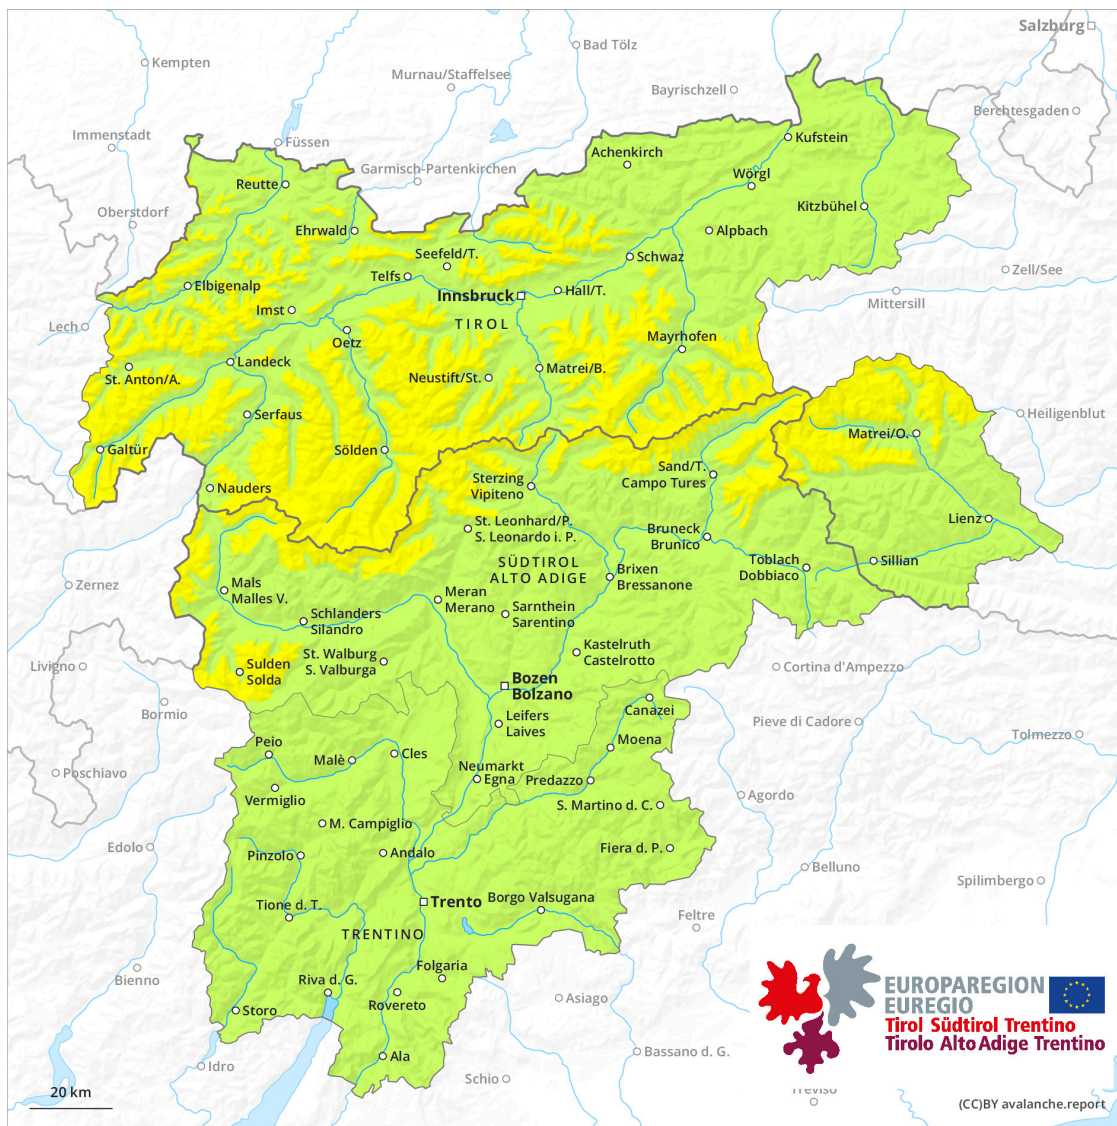 Salzburg
Bad Tölz
Kempten
Murnau/Staffelsee
Bayrischzell
Berchtesgaden
Immenstadt
Füssen
Kufstein
Achenkirch
Garmisch-Partenkirchen
Wörgl
Reutte
Oberstdorf
Kitzbühel
Ehrwald
Alpbach
Seefeld/T.
Schwaz
Zell/See
Telfs
Elbigenalp
Hall/T.
Innsbruck
Mittersill
Imst
TIROL
Lech
Oetz
Mayrhofen
Landeck
Matrei/B.
St. Anton/A.
Neustift/St.
Serfaus
Heiligenblut
Matrei/O.
Galtür
Sölden
Sand/T.
Campo Tures
Sterzing
Vipiteno
Nauders
Lienz
St. Leonhard/P.
S. Leonardo i. P.
Bruneck
Brunico
SÜDTIROL
ALTO ADIGE
Toblach
Dobbiaco
Sillian
Brixen
Bressanone
Zernez
Mals
Malles V.
Meran
Merano
Schlanders
Silandro
Sarnthein
Sarentino
Kastelruth
Castelrotto
St. Walburg
S. Valburga
Livigno
Sulden
Solda
Cortina d'Ampezzo
Bozen
Bolzano
Bormio
Canazei
Leifers
Laives
Pieve di Cadore
Tolmezzo
Peio
Moena
Malè
Cles
Poschiavo
Neumarkt
Egna
Predazzo
Vermiglio
Agordo
S. Martino d. C.
M. Campiglio
Edolo
Pinzolo
Andalo
Fiera d. P.
Belluno
Spilimbergo
Trento
Borgo Valsugana
Tione d. T.
Feltre
TRENTINO
Folgaria
Bienno
Riva d. G.
Rovereto
Asiago
Storo
EUROPAREGION
EUREGIO
Tirol Südtirol Trentino
Tirolo Alto Adige Trentino
Ala
Bassano d. G.
Idro
Schio
Treviso
20 km
(CC)BY avalanche.report